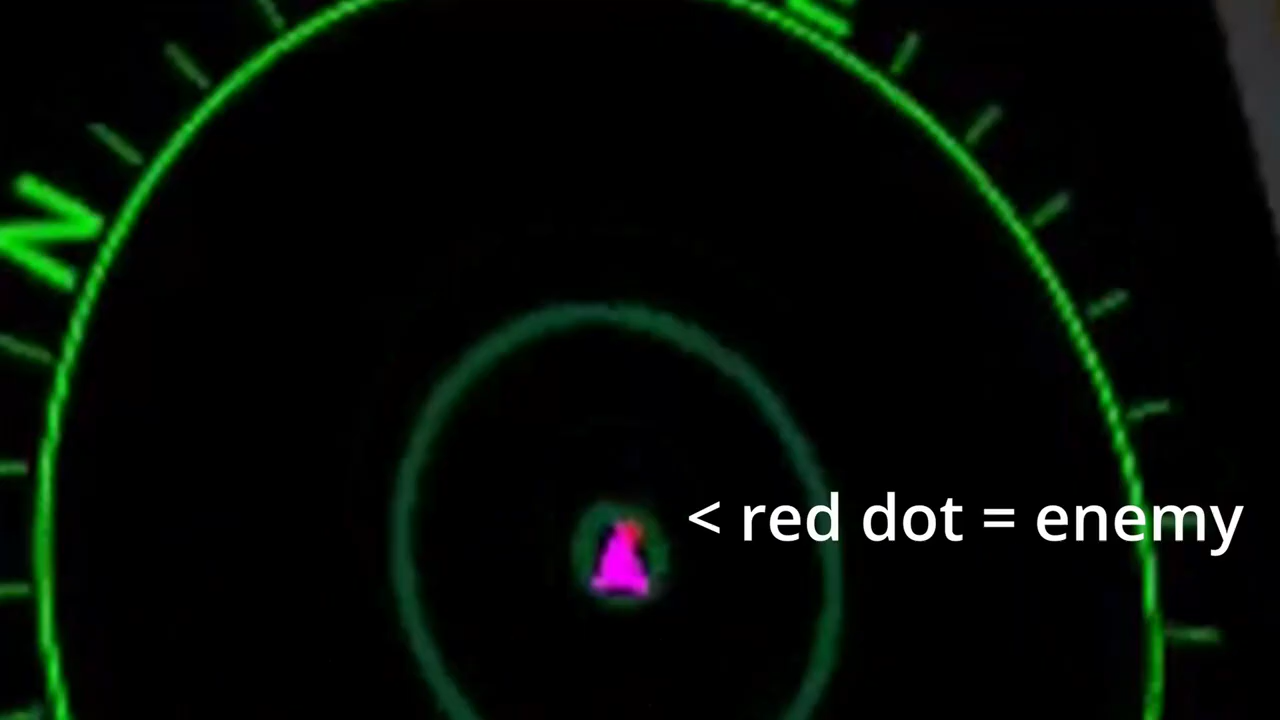 N
< red dot = enemy